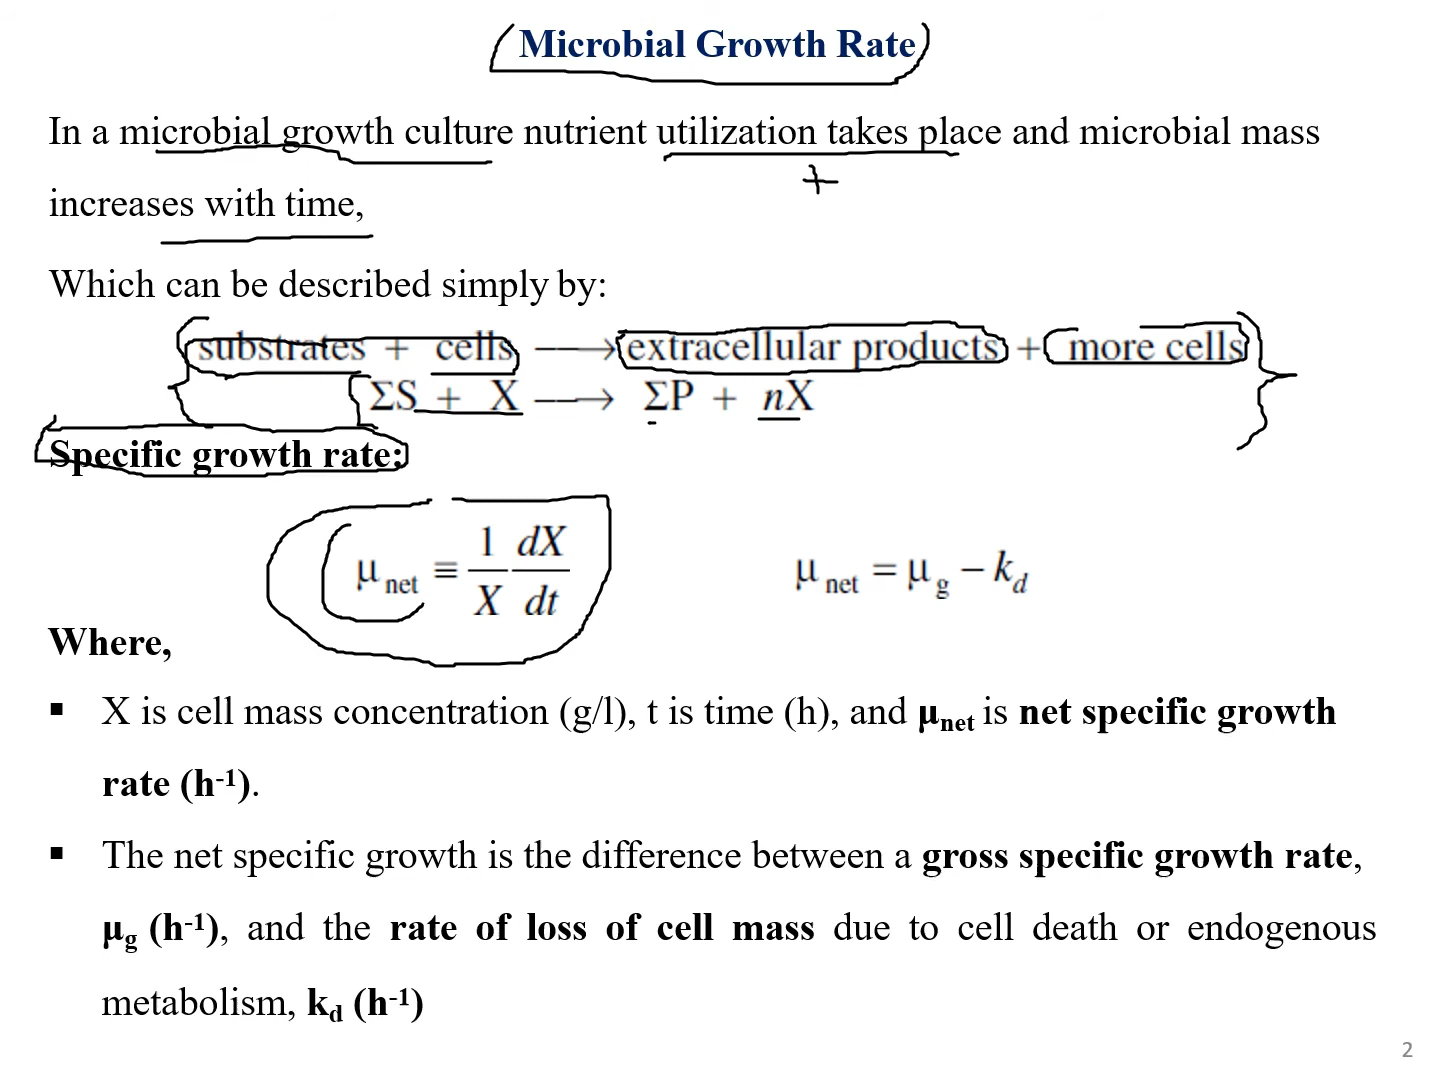 Microbial Growth Rate
In a microbial growth culture nutrient utilization takes place and microbial mass
+
increases with time,
Which can be described simply by:
substrates + cells ⟶ extracellular products + more cells
ΣS + X ⟶ ΣP + nX
Specific growth rate:
μ net ≡ 1/X dX/dt    μ net = μ g − k d
Where,
▪ X is cell mass concentration (g/l), t is time (h), and μnet is net specific growth
rate (h-1).
▪ The net specific growth is the difference between a gross specific growth rate,
μg (h-1), and the rate of loss of cell mass due to cell death or endogenous
metabolism, kd (h-1)
2